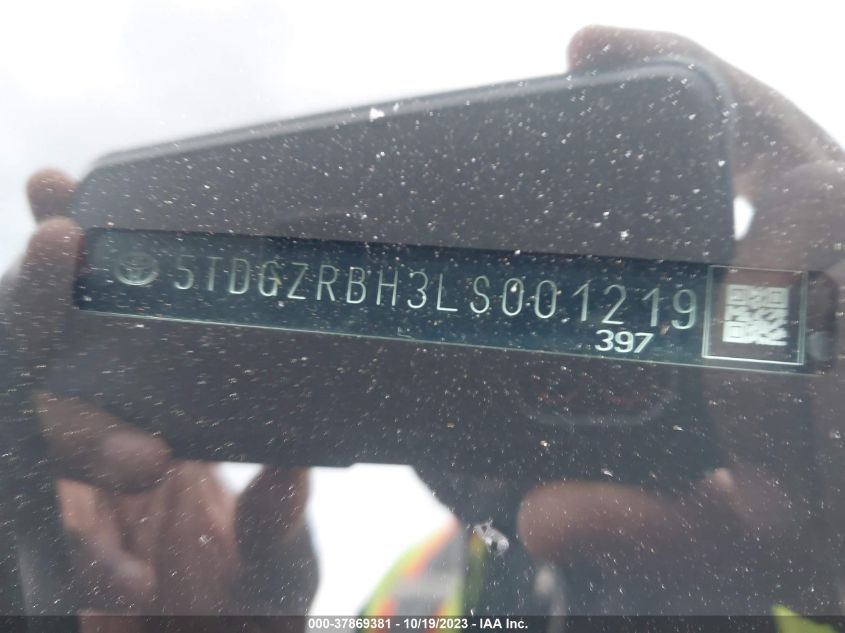 5TDGZRBH3LS001219
397
000-37869381 - 10/19/2023 - IAA Inc.